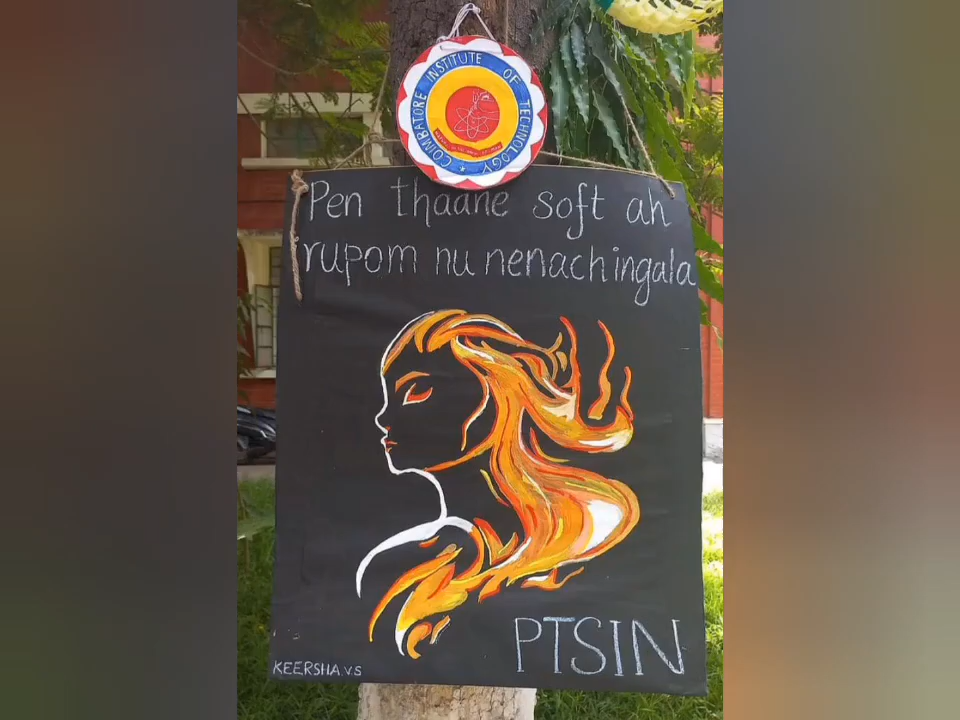 COIMBATORE INSTITUTE OF TECHNOLOGY
Pen thaane soft ah
rupom nu nenachingala
PTSIN
KEERSHA.V.S